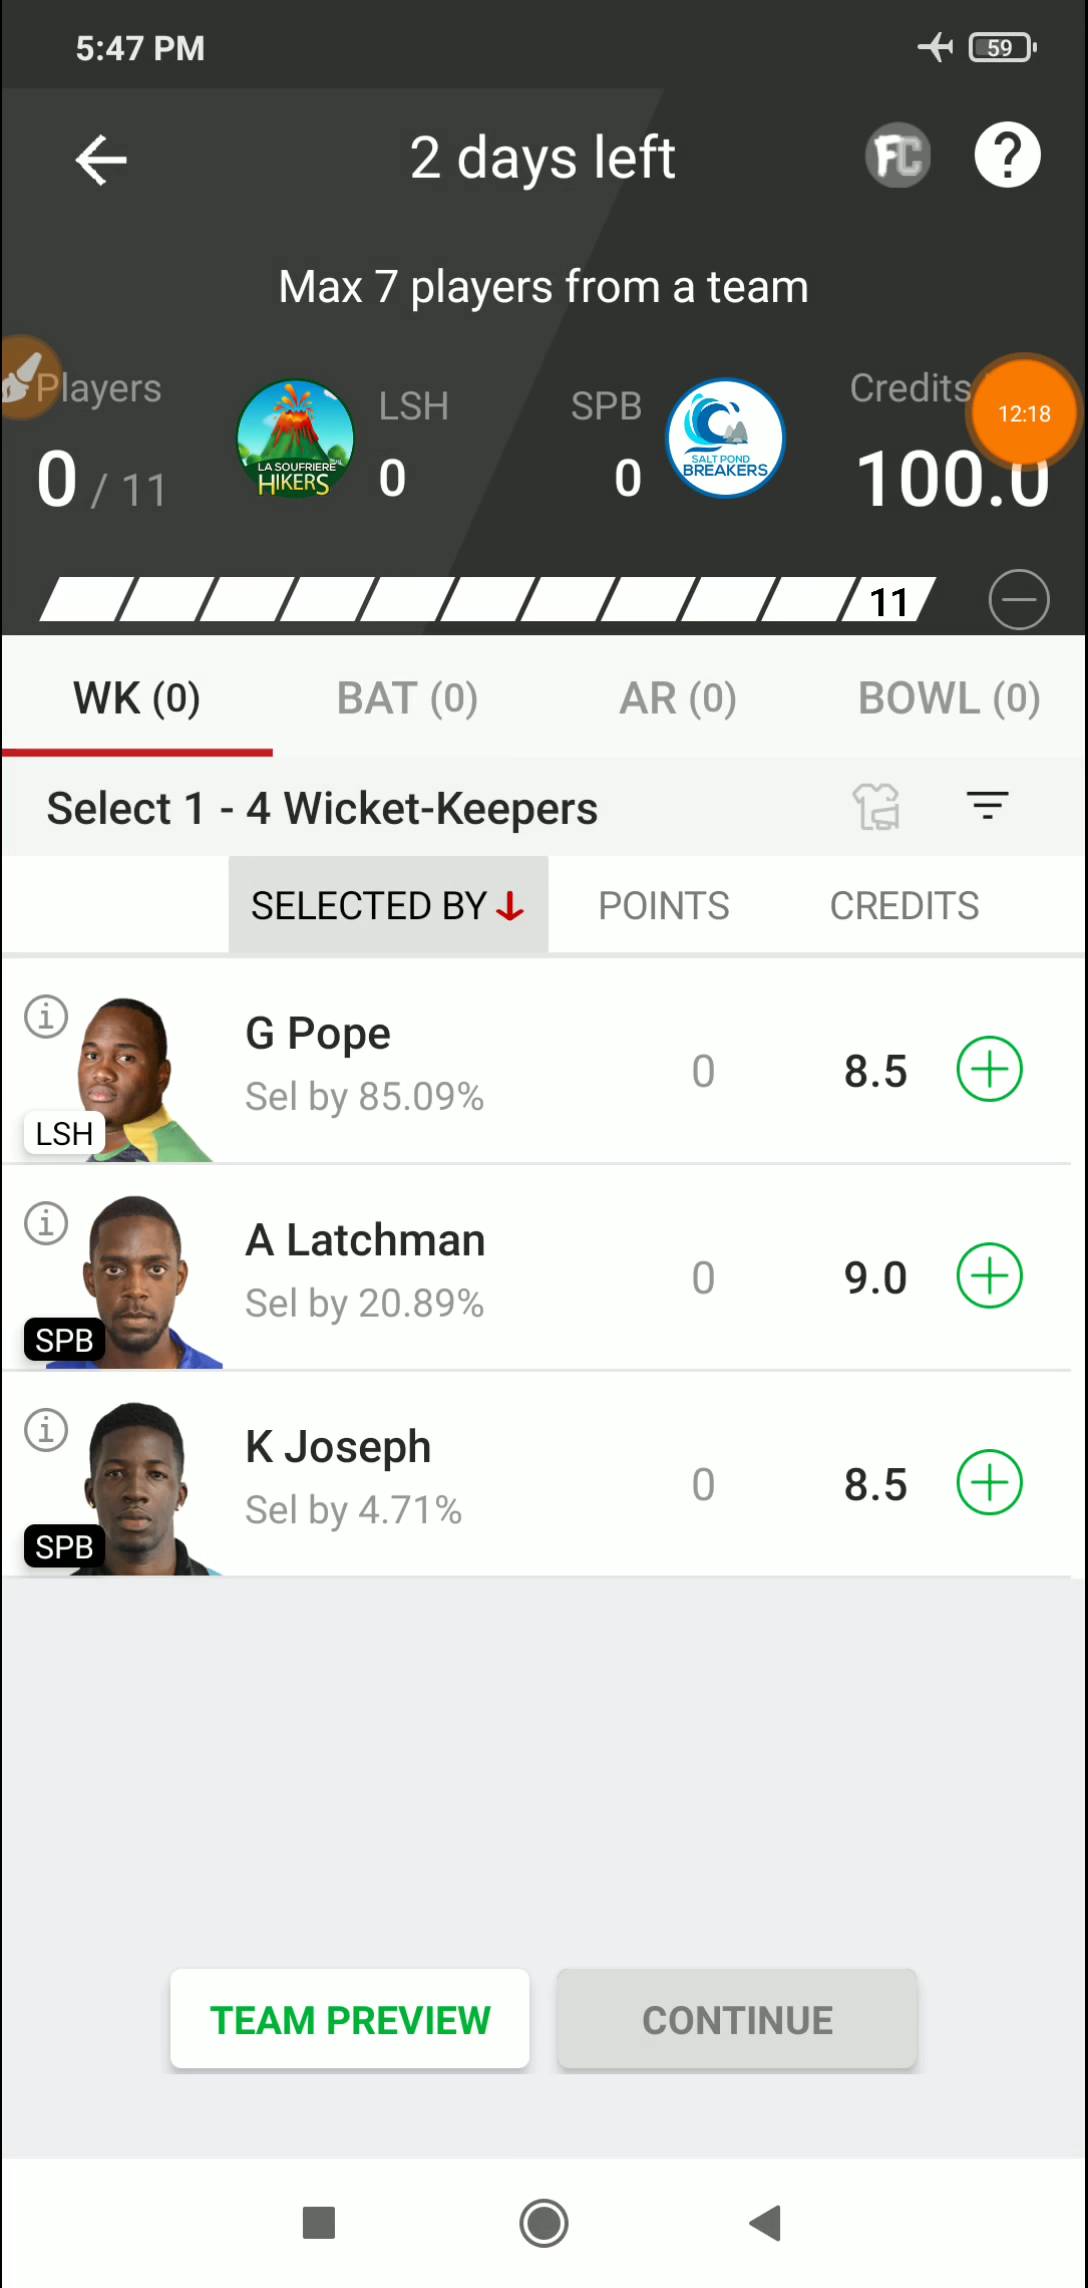 5:47 PM
59
2 days left
FC
?
Max 7 players from a team
Players
LSH
SPB
Credits
12:18
0 / 11
LA SOUFRIERE
HIKERS
0
0
SALT POND
BREAKERS
100.0
11
WK (0)
BAT (0)
AR (0)
BOWL (0)
Select 1 - 4 Wicket-Keepers
SELECTED BY
POINTS
CREDITS
G Pope
Sel by 85.09%
0
8.5
LSH
A Latchman
Sel by 20.89%
0
9.0
SPB
K Joseph
Sel by 4.71%
0
8.5
SPB
TEAM PREVIEW
CONTINUE